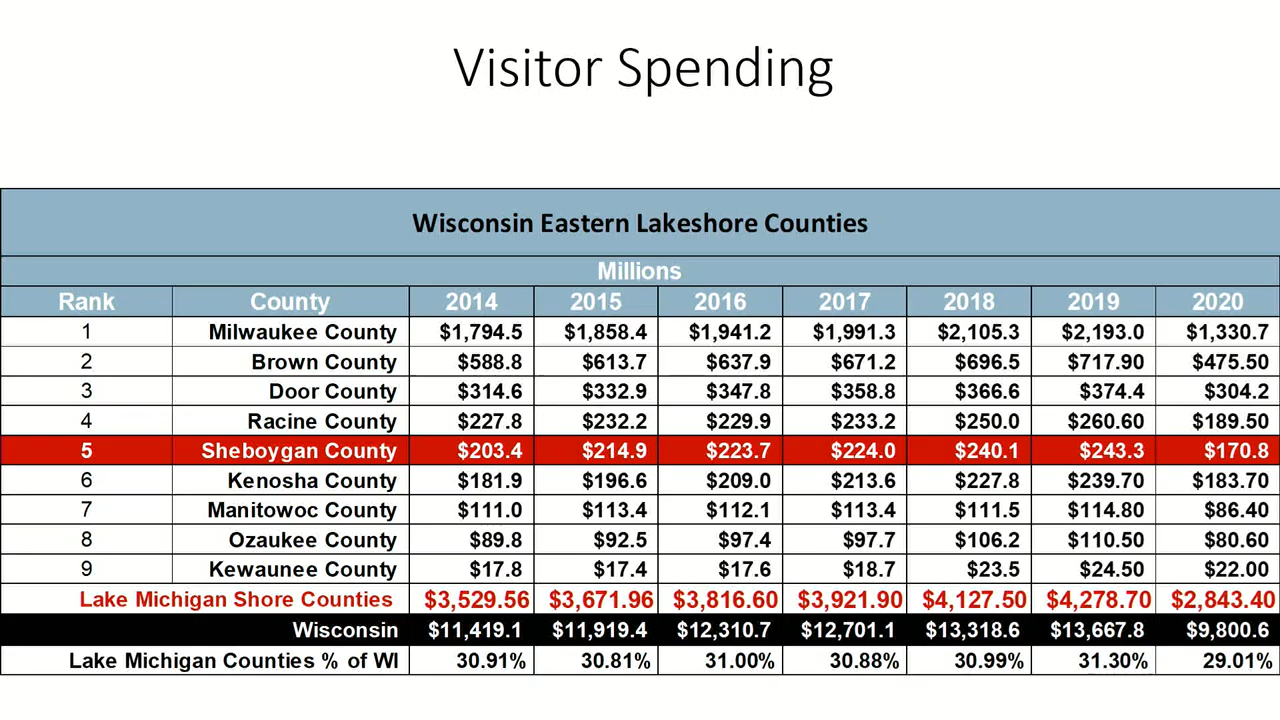 Visitor Spending
Wisconsin Eastern Lakeshore Counties
Millions
Rank County 2014 2015 2016 2017 2018 2019 2020
1 Milwaukee County $1,794.5 $1,858.4 $1,941.2 $1,991.3 $2,105.3 $2,193.0 $1,330.7
2 Brown County $588.8 $613.7 $637.9 $671.2 $696.5 $717.90 $475.50
3 Door County $314.6 $332.9 $347.8 $358.8 $366.6 $374.4 $304.2
4 Racine County $227.8 $232.2 $229.9 $233.2 $250.0 $260.60 $189.50
5 Sheboygan County $203.4 $214.9 $223.7 $224.0 $240.1 $243.3 $170.8
6 Kenosha County $181.9 $196.6 $209.0 $213.6 $227.8 $239.70 $183.70
7 Manitowoc County $111.0 $113.4 $112.1 $113.4 $111.5 $114.80 $86.40
8 Ozaukee County $89.8 $92.5 $97.4 $97.7 $106.2 $110.50 $80.60
9 Kewaunee County $17.8 $17.4 $17.6 $18.7 $23.5 $24.50 $22.00
Lake Michigan Shore Counties $3,529.56 $3,671.96 $3,816.60 $3,921.90 $4,127.50 $4,278.70 $2,843.40
Wisconsin $11,419.1 $11,919.4 $12,310.7 $12,701.1 $13,318.6 $13,667.8 $9,800.6
Lake Michigan Counties % of WI 30.91% 30.81% 31.00% 30.88% 30.99% 31.30% 29.01%